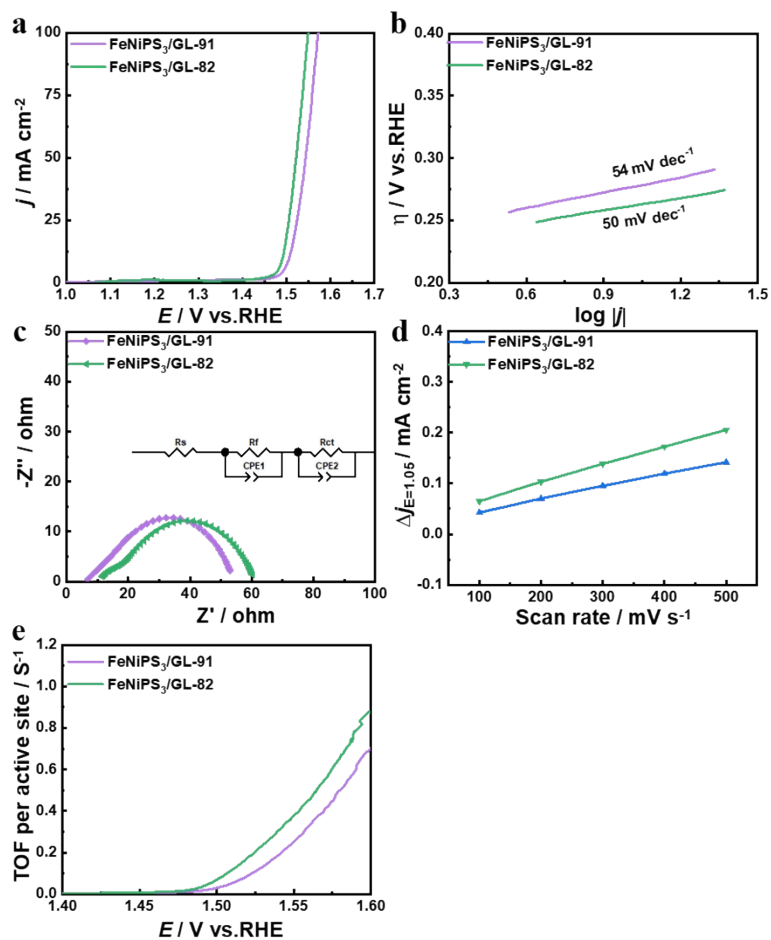 a
FeNiPS₃/GL-91
FeNiPS₃/GL-82
j / mA cm⁻²
100
75
50
25
0
1.0 1.1 1.2 1.3 1.4 1.5 1.6 1.7
E / V vs.RHE
b
FeNiPS₃/GL-91
FeNiPS₃/GL-82
η / V vs.RHE
0.40
0.35
0.30
0.25
0.20
54 mV dec⁻¹
50 mV dec⁻¹
0.3 0.6 0.9 1.2 1.5
log |j|
c
FeNiPS₃/GL-91
FeNiPS₃/GL-82
-Z'' / ohm
50
40
30
20
10
0
Rs Rf Rct
CPE1 CPE2
0 20 40 60 80 100
Z' / ohm
d
FeNiPS₃/GL-91
FeNiPS₃/GL-82
Δj_E=1.05 / mA cm⁻²
0.4
0.3
0.2
0.1
0.0
-0.1
100 200 300 400 500
Scan rate / mV s⁻¹
e
FeNiPS₃/GL-91
FeNiPS₃/GL-82
TOF per active site / S⁻¹
1.2
1.0
0.8
0.6
0.4
0.2
0.0
1.40 1.45 1.50 1.55 1.60
E / V vs.RHE